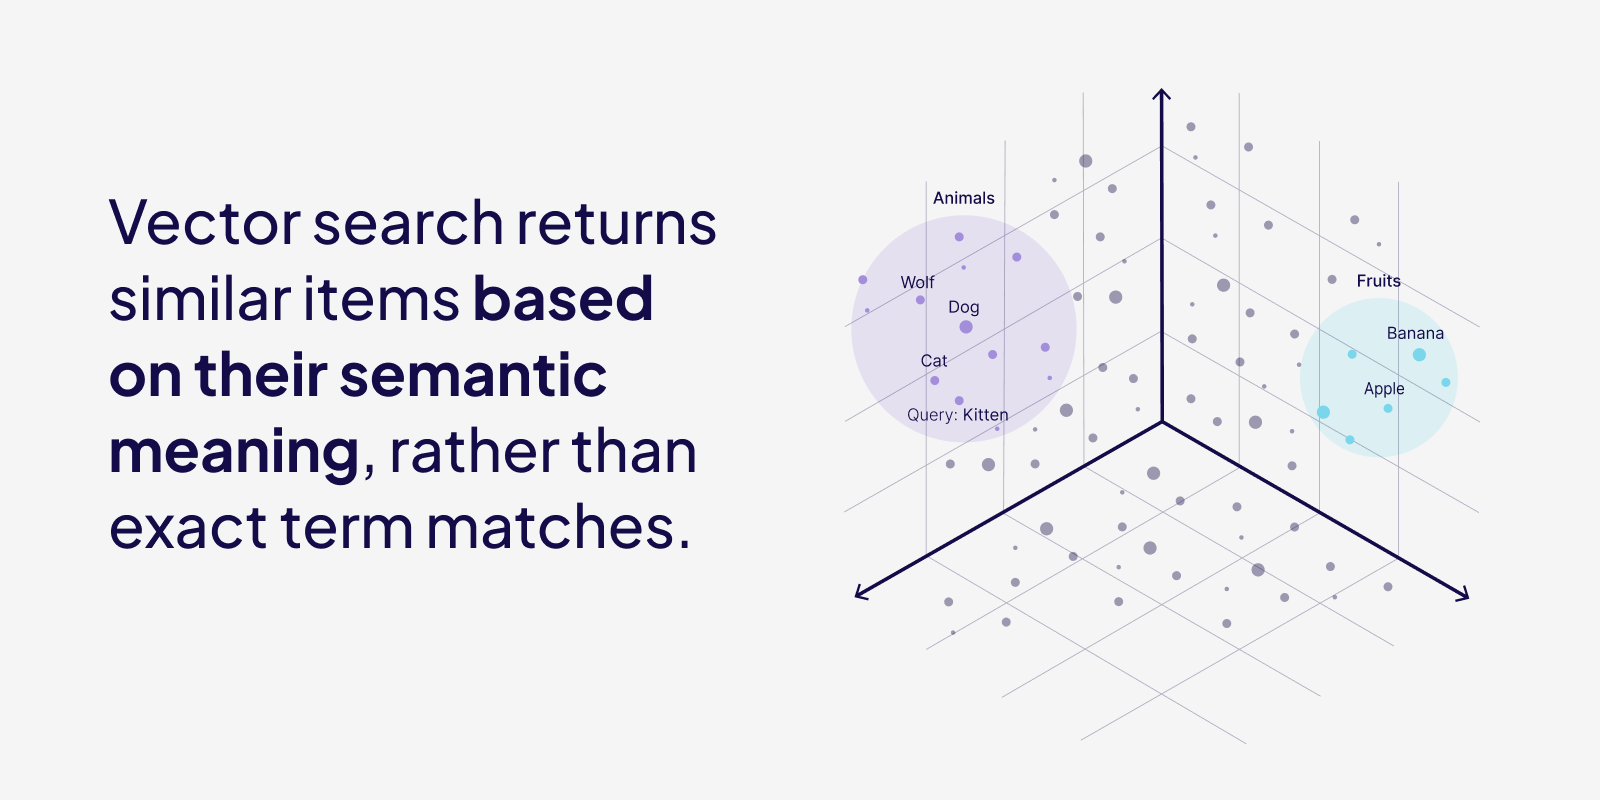 Vector search returns
similar items based
on their semantic
meaning, rather than
exact term matches.
Animals
Wolf
Dog
Cat
Query: Kitten
Fruits
Banana
Apple